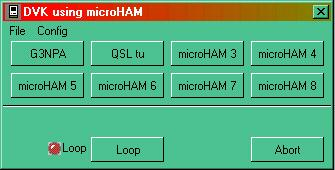 DVK using microHAM
File Config
G3NPA QSL tu microHAM 3 microHAM 4
microHAM 5 microHAM 6 microHAM 7 microHAM 8
Loop Loop Abort